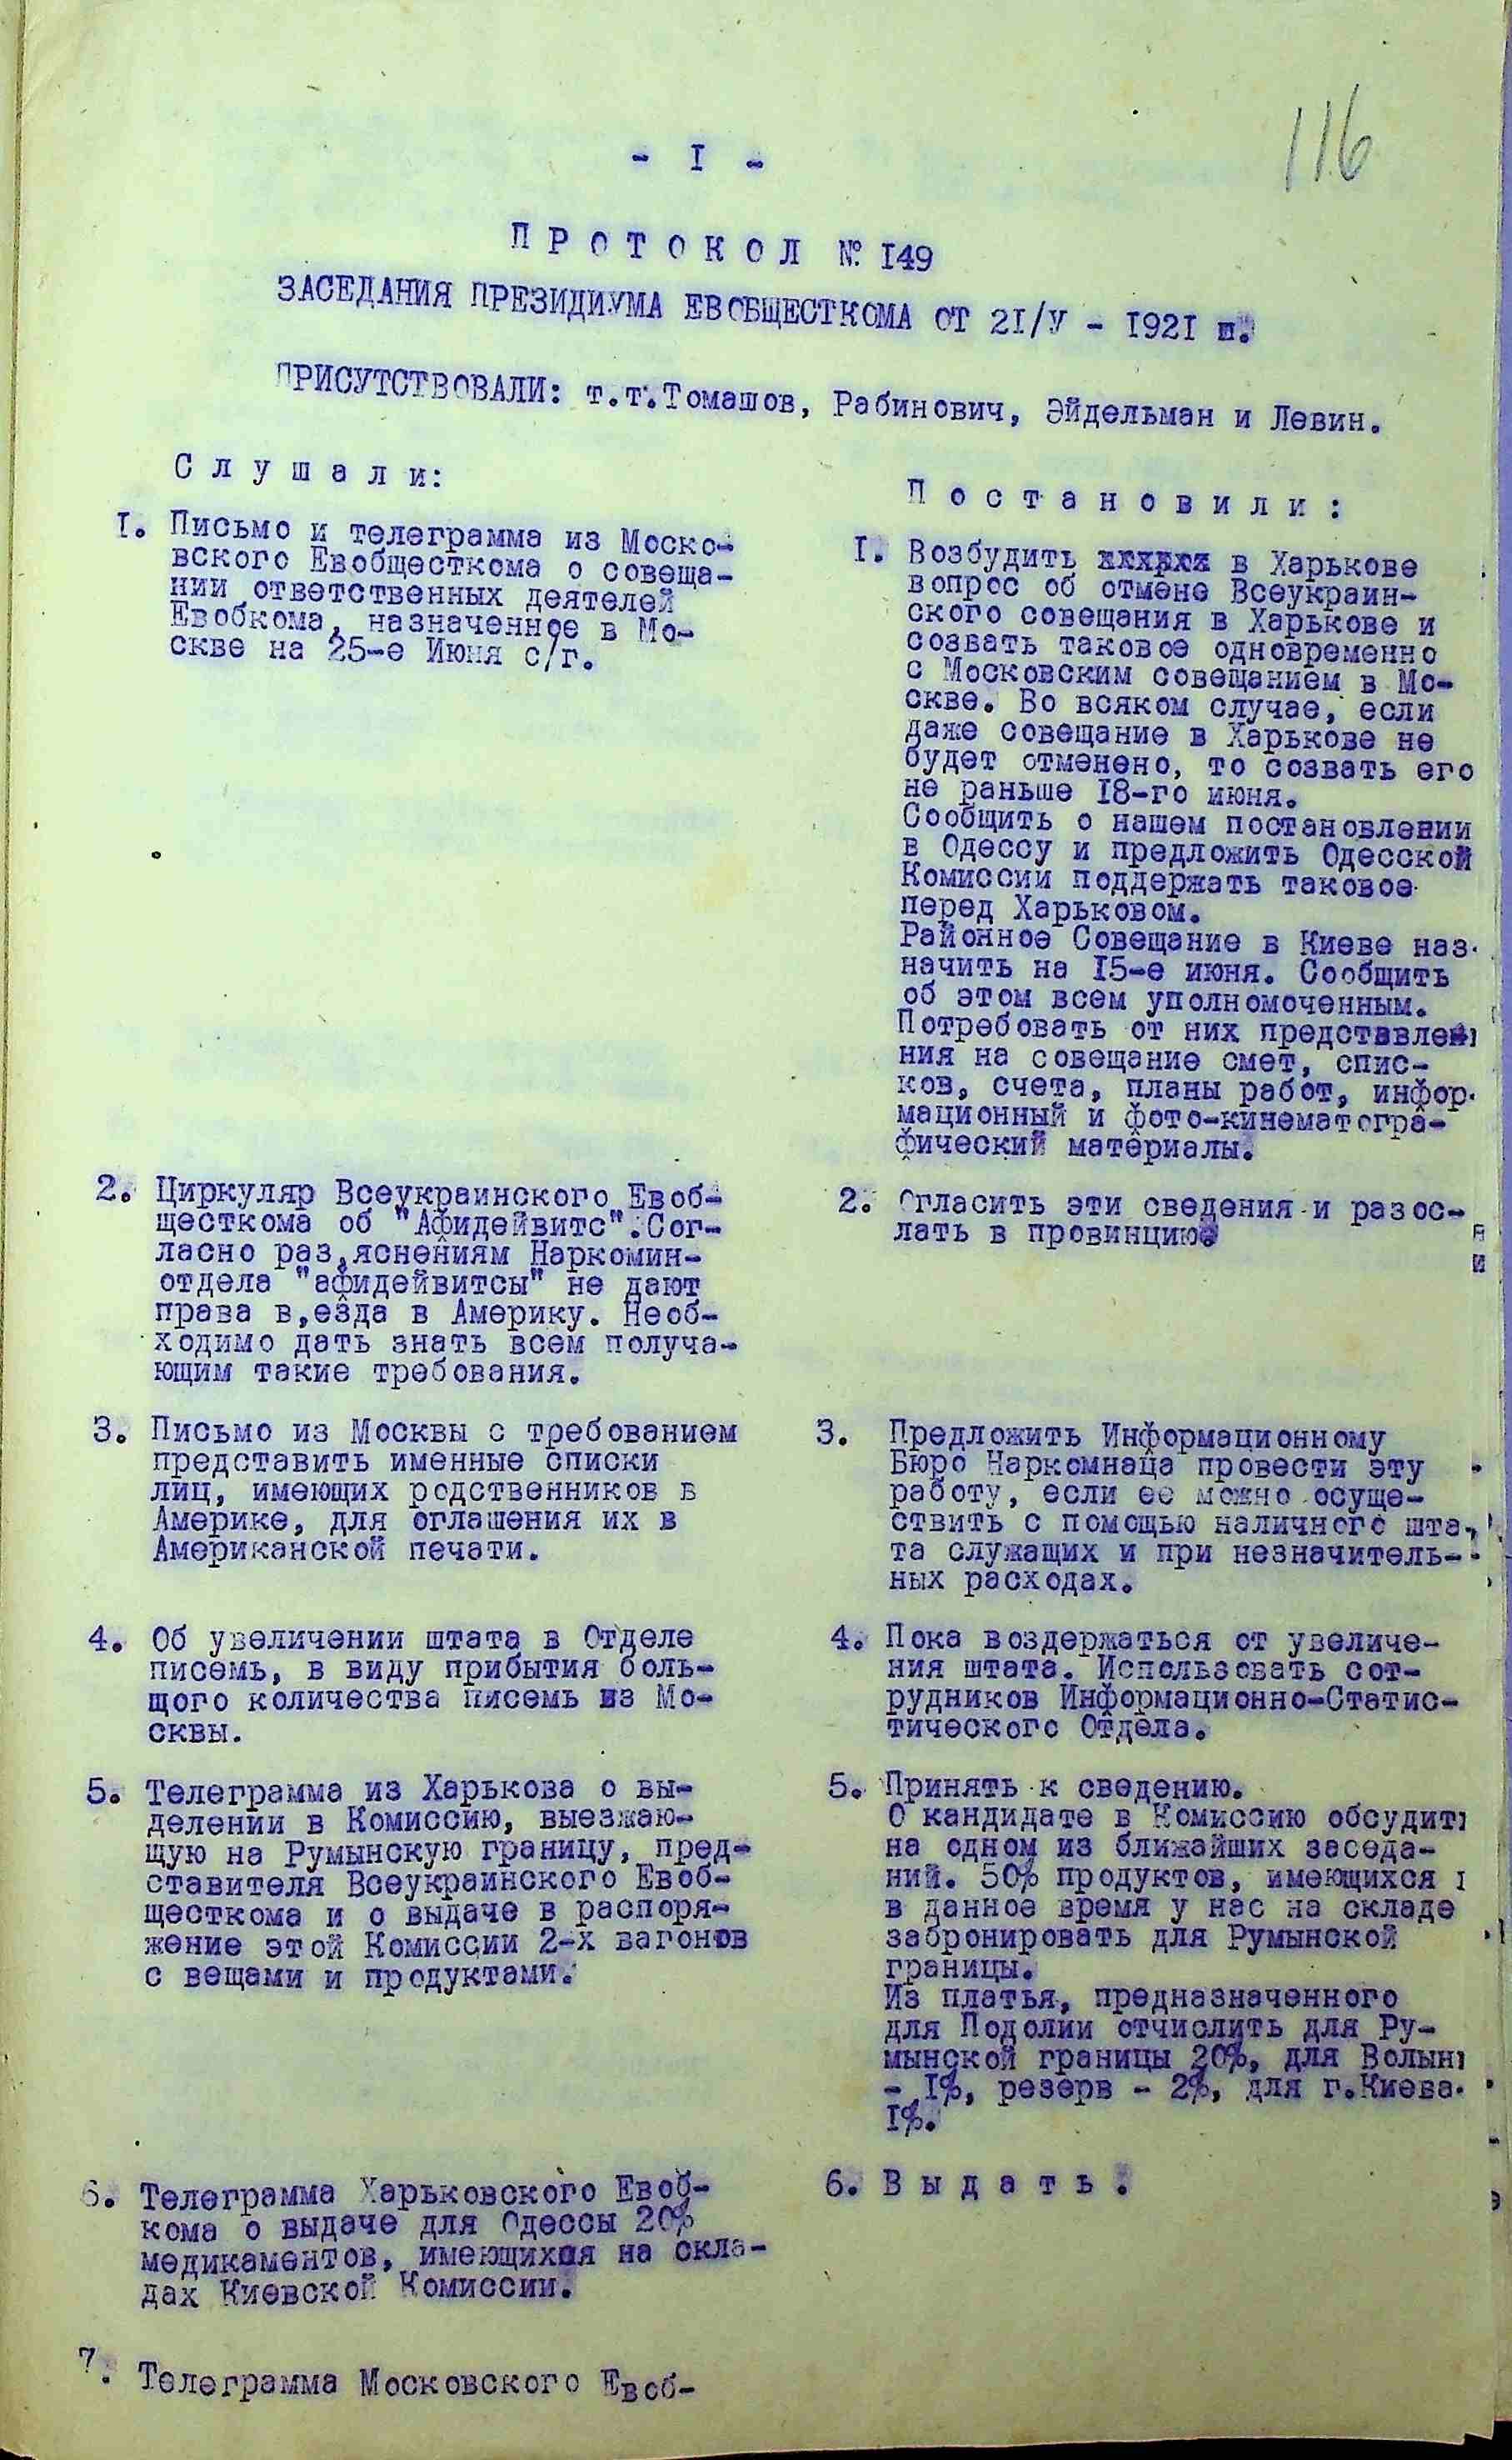 116
- I -
ПРОТОКОЛ № I49
ЗАСЕДАНИЯ ПРЕЗИДИУМА ЕВОБЩЕСТКОМА ОТ 2I/У - I92I г.
ПРИСУТСТВОВАЛИ: т.т.Томашов, Рабинович, Эйдельман и Левин.
Слушали:
I. Письмо и телеграмма из Моско-
вского Евобщесткома о совеща-
нии ответственных деятелей
Евобкома, назначенное в Мо-
скве на 25-е Июня с/г.
Постановили:
I. Возбудить в Харькове
вопрос об отмене Всеукраин-
ского совещания в Харькове и
созвать таковое одновременно
с Московским совещанием в Мо-
скве. Во всяком случае, если
даже совещание в Харькове не
будет отменено, то созвать его
не раньше I8-го июня.
Сообщить о нашем постановлении
в Одессу и предложить Одесской
Комиссии поддержать таковое
перед Харьковом.
Районное Совещание в Киеве наз-
начить на I5-е июня. Сообщить
об этом всем уполномоченным.
Потребовать от них представле
ния на совещание смет, спис-
ков, счета, планы работ, инфор-
мационный и фото-кинематогра-
фический материалы.
2. Циркуляр Всеукраинского Евоб-
щесткома об "Афидейвитс". Сог-
ласно раз,яснениям Наркомин-
отдела "афидейвитсы" не дают
права в,езда в Америку. Необ-
ходимо дать знать всем получа-
ющим такие требования.
2. Огласить эти сведения и разос-
лать в провинцию
3. Письмо из Москвы с требованием
представить именные списки
лиц, имеющих родственников в
Америке, для оглашения их в
Американской печати.
3. Предложить Информационному
Бюро Наркомнаца провести эту
работу, если ее можно осуще-
ствить с помощью наличного шта-
та служащих и при незначитель-
ных расходах.
4. Об увеличении штата в Отделе
писемь, в виду прибытия боль-
щого количества писемь из Мо-
сквы.
4. Пока воздержаться от увеличе-
ния штата. Использовать сот-
рудников Информационно-Статис-
тического Отдела.
5. Телеграмма из Харькова о вы-
делении в Комиссию, выезжаю-
щую на Румынскую границу, пред-
ставителя Всеукраинского Евоб-
щесткома и о выдаче в распоря-
жение этой Комиссии 2-х вагонов
с вещами и продуктами.
5. Принять к сведению.
О кандидате в Комиссию обсудить
на одном из ближайших заседа-
ний. 50% продуктов, имеющихся
в данное время у нас на складе
забронировать для Румынской
границы.
Из платья, предназначенного
для Подолии отчислить для Ру-
мынской границы 20%, для Волыни
- I%, резерв - 2%, для г.Киева-
I%.
6. Телеграмма Харьковского Евоб-
кома о выдаче для Одессы 20%
медикаментов, имеющихся на скла-
дах Киевской Комиссии.
6. Выдать.
7. Телеграмма Московского Евоб-